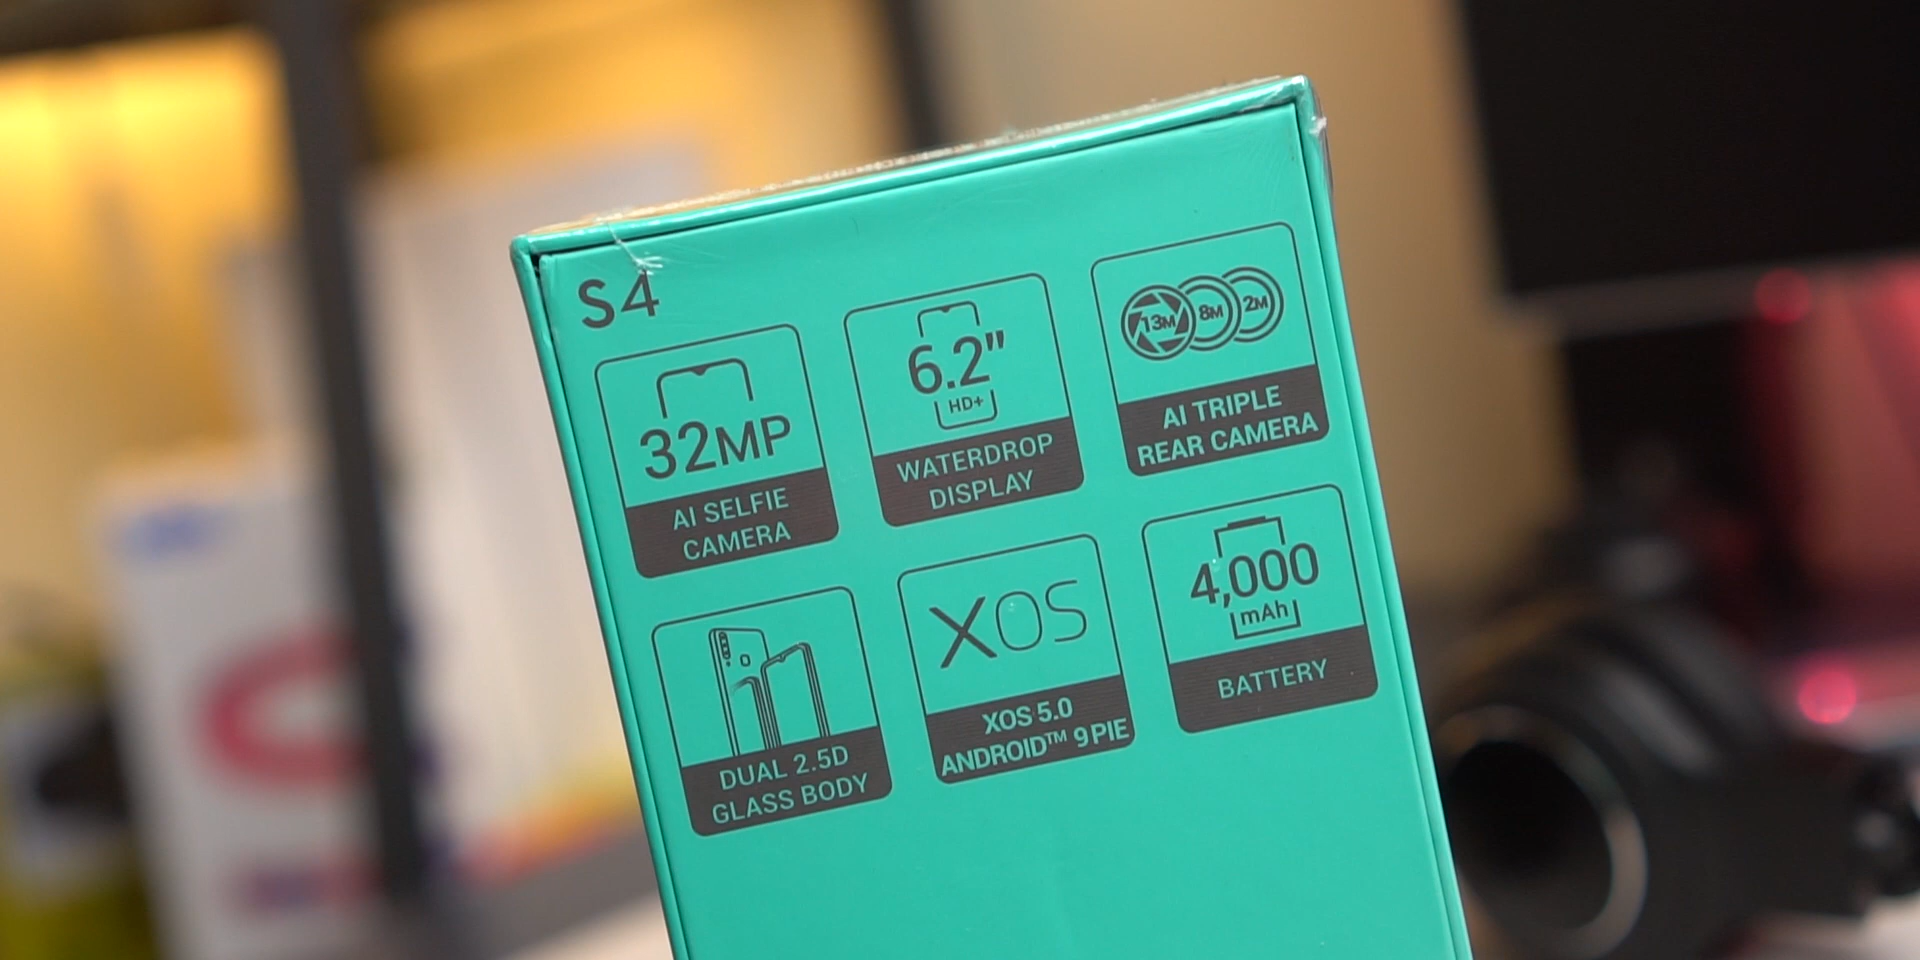 S4
32MP
AI SELFIE
CAMERA
6.2"
HD+
WATERDROP
DISPLAY
13M 8M 2M
AI TRIPLE
REAR CAMERA
DUAL 2.5D
GLASS BODY
XOS
XOS 5.0
ANDROID™ 9 PIE
4,000
mAh
BATTERY